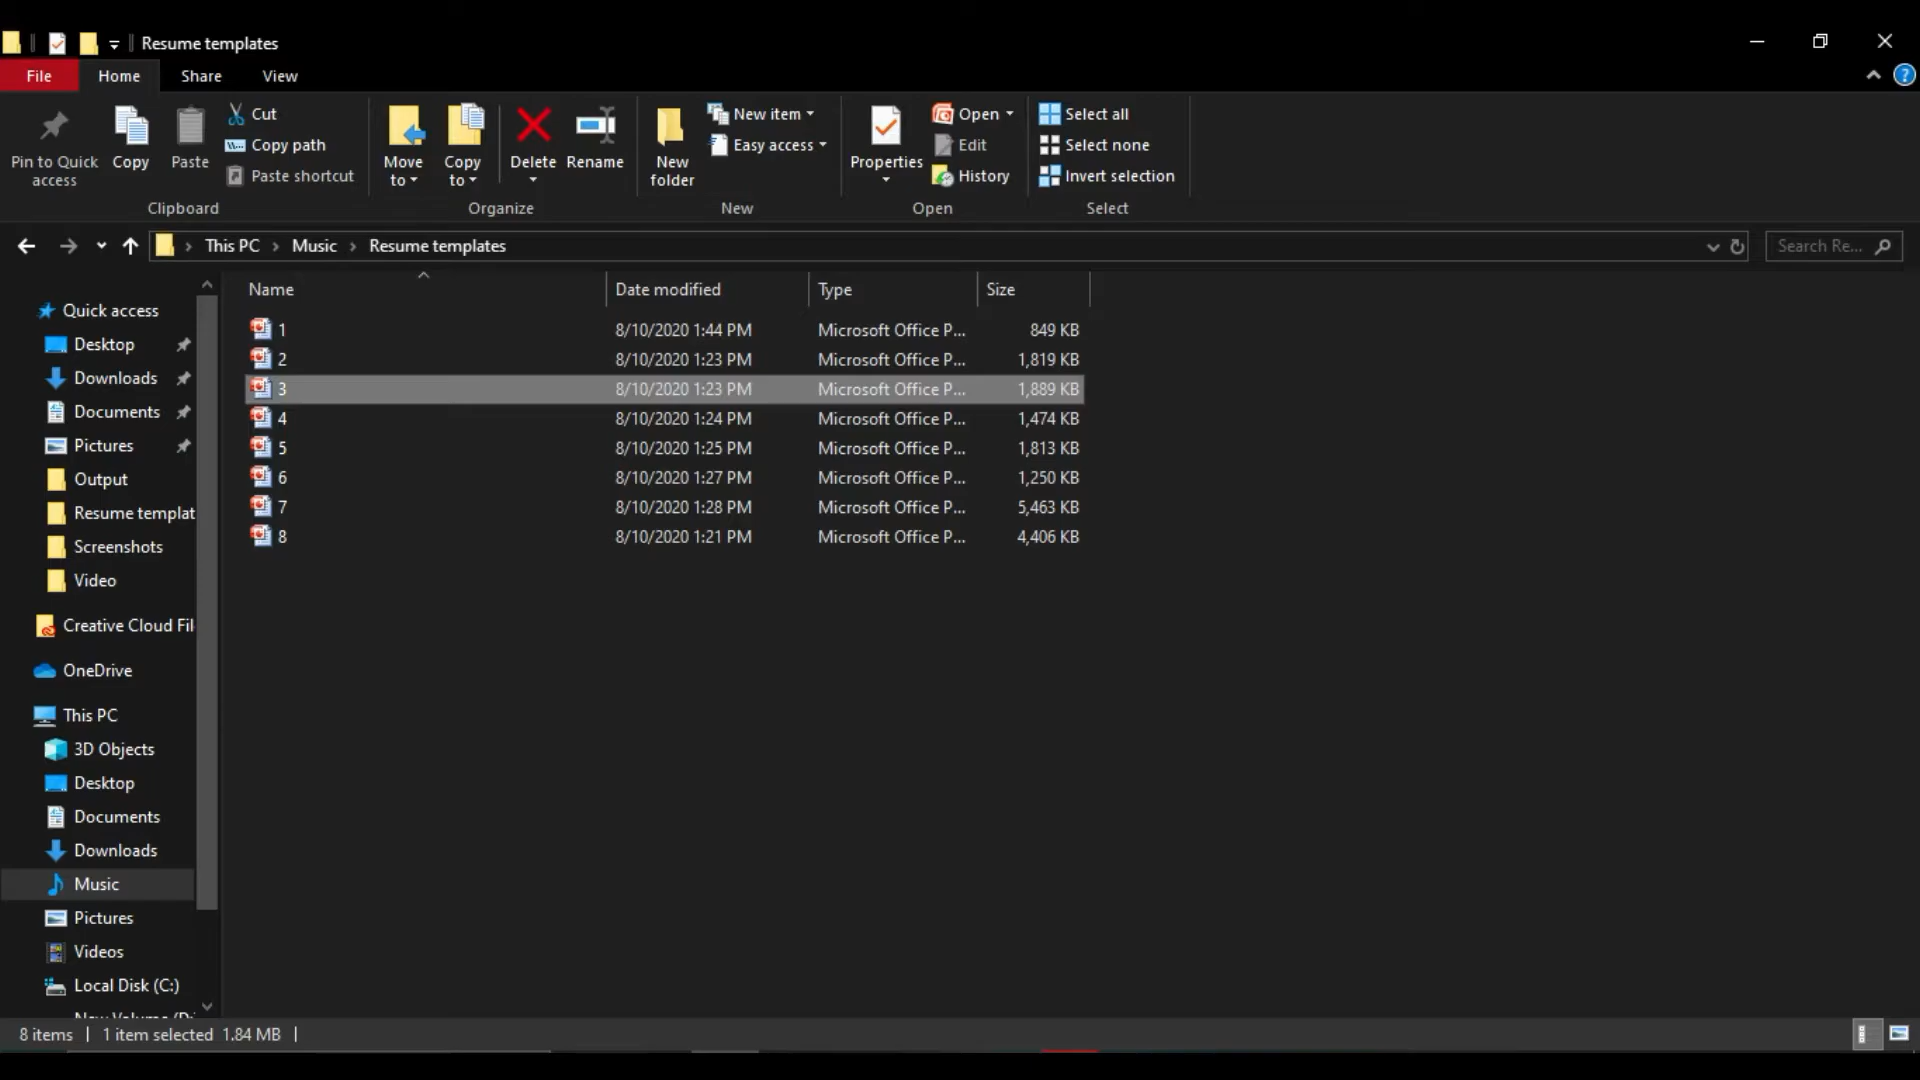 Resume templates
File Home Share View
Pin to Quick access
Copy
Paste
Cut
Copy path
Paste shortcut
Clipboard
Move to
Copy to
Delete
Rename
Organize
New folder
New item
Easy access
New
Properties
Open
Edit
History
Open
Select all
Select none
Invert selection
Select
This PC Music Resume templates
Search Re...
Quick access
Desktop
Downloads
Documents
Pictures
Output
Resume templat
Screenshots
Video
Creative Cloud Fil
OneDrive
This PC
3D Objects
Desktop
Documents
Downloads
Music
Pictures
Videos
Local Disk (C:)
Name Date modified Type Size
1 8/10/2020 1:44 PM Microsoft Office P... 849 KB
2 8/10/2020 1:23 PM Microsoft Office P... 1,819 KB
3 8/10/2020 1:23 PM Microsoft Office P... 1,889 KB
4 8/10/2020 1:24 PM Microsoft Office P... 1,474 KB
5 8/10/2020 1:25 PM Microsoft Office P... 1,813 KB
6 8/10/2020 1:27 PM Microsoft Office P... 1,250 KB
7 8/10/2020 1:28 PM Microsoft Office P... 5,463 KB
8 8/10/2020 1:21 PM Microsoft Office P... 4,406 KB
8 items 1 item selected 1.84 MB